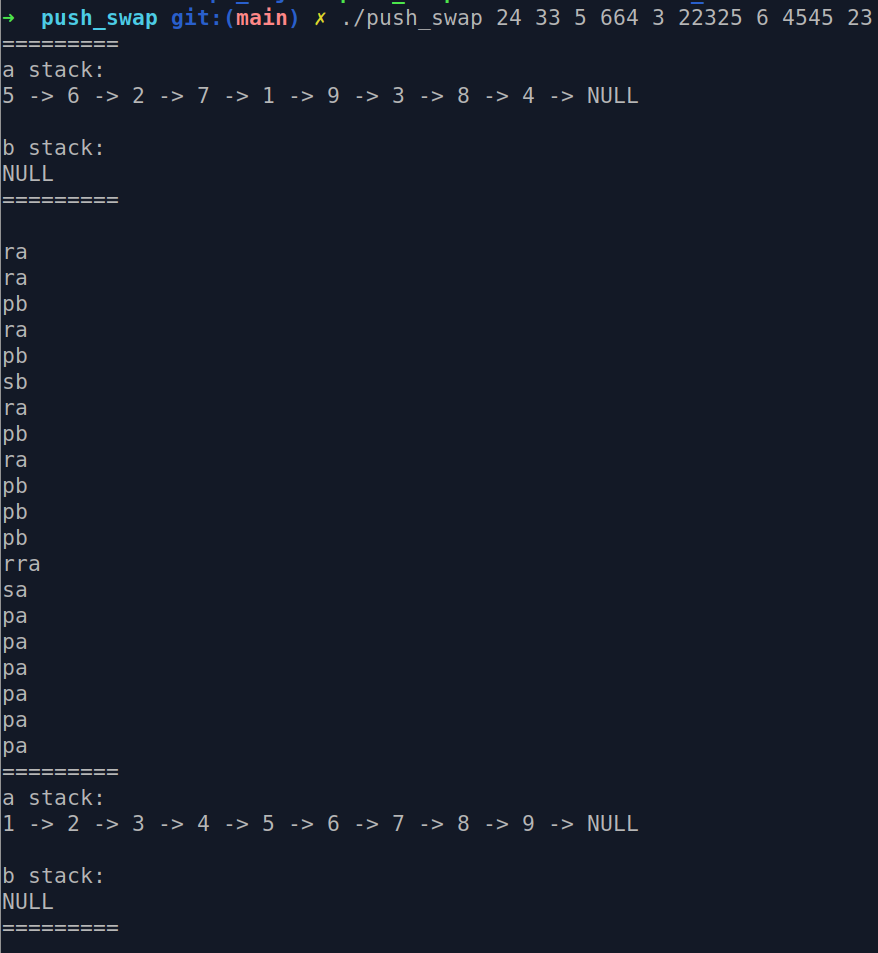 ➜  push_swap git:(main) ✗ ./push_swap 24 33 5 664 3 22325 6 4545 23
=========
a stack:
5 -> 6 -> 2 -> 7 -> 1 -> 9 -> 3 -> 8 -> 4 -> NULL
b stack:
NULL
=========
ra
ra
pb
ra
pb
sb
ra
pb
ra
pb
pb
pb
rra
sa
pa
pa
pa
pa
pa
pa
=========
a stack:
1 -> 2 -> 3 -> 4 -> 5 -> 6 -> 7 -> 8 -> 9 -> NULL
b stack:
NULL
=========